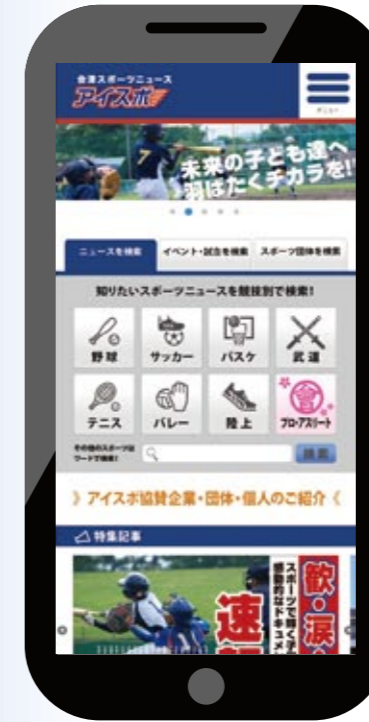 会津スポーツニュース
アイスポ
メニュー
未来の子ども達へ
羽ばたくチカラを!
ニュースを検索
イベント・試合を検索
スポーツ団体を検索
知りたいスポーツニュースを競技別で検索!
野球
サッカー
バスケ
武道
テニス
バレー
陸上
プロ・アスリート
その他のスポーツは
ワードで検索!
検索
》アイスポ協賛企業・団体・個人のご紹介《
特集記事
速
歓・涙
スポーツで輝く子
感動的なドキュメ